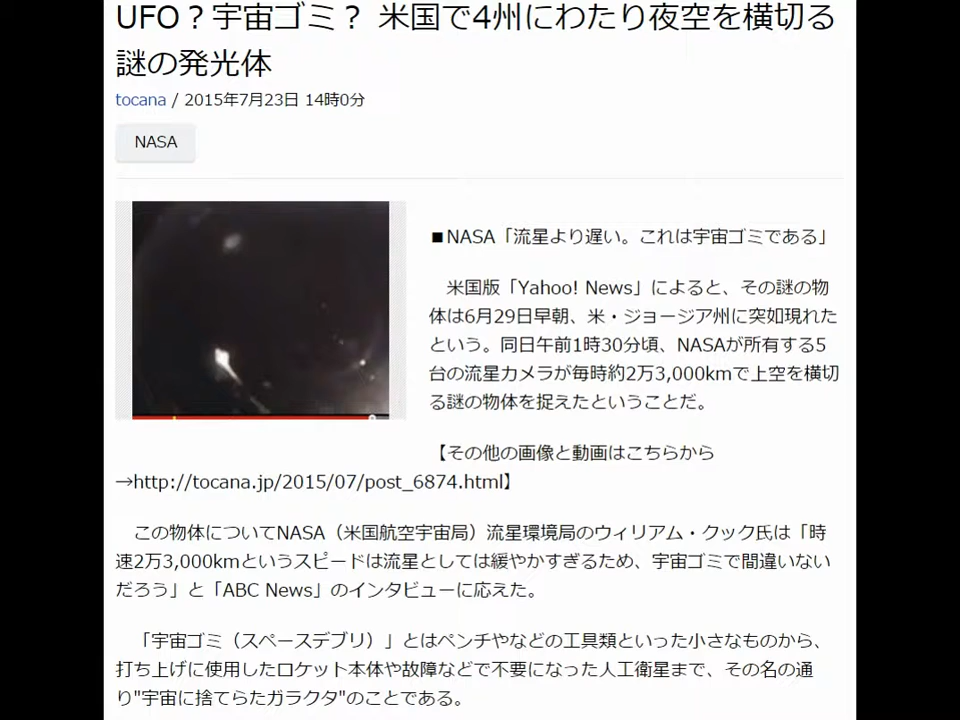 UFO？宇宙ゴミ？ 米国で4州にわたり夜空を横切る
謎の発光体
tocana / 2015年7月23日 14時0分
NASA
■NASA「流星より遅い。これは宇宙ゴミである」
米国版「Yahoo! News」によると、その謎の物
体は6月29日早朝、米・ジョージア州に突如現れた
という。同日午前1時30分頃、NASAが所有する5
台の流星カメラが毎時約2万3,000kmで上空を横切
る謎の物体を捉えたということだ。
【その他の画像と動画はこちらから
→http://tocana.jp/2015/07/post_6874.html】
この物体についてNASA（米国航空宇宙局）流星環境局のウィリアム・クック氏は「時
速2万3,000kmというスピードは流星としては緩やかすぎるため、宇宙ゴミで間違いない
だろう」と「ABC News」のインタビューに応えた。
「宇宙ゴミ（スペースデブリ）」とはペンチやなどの工具類といった小さなものから、
打ち上げに使用したロケット本体や故障などで不要になった人工衛星まで、その名の通
り"宇宙に捨てらたガラクタ"のことである。